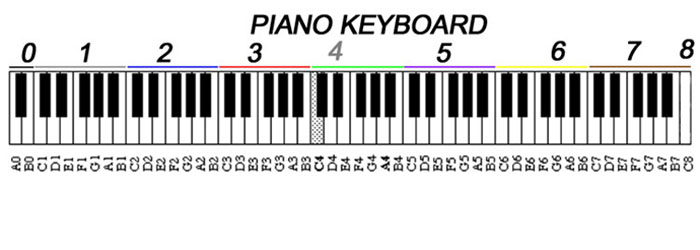 PIANO KEYBOARD
0 1 2 3 4 5 6 7 8
A0 B0 C1 D1 E1 F1 G1 A1 B1 C2 D2 E2 F2 G2 A2 B2 C3 D3 E3 F3 G3 A3 B3 C4 D4 E4 F4 G4 A4 B4 C5 D5 E5 F5 G5 A5 B5 C6 D6 E6 F6 G6 A6 B6 C7 D7 E7 F7 G7 A7 B7 C8